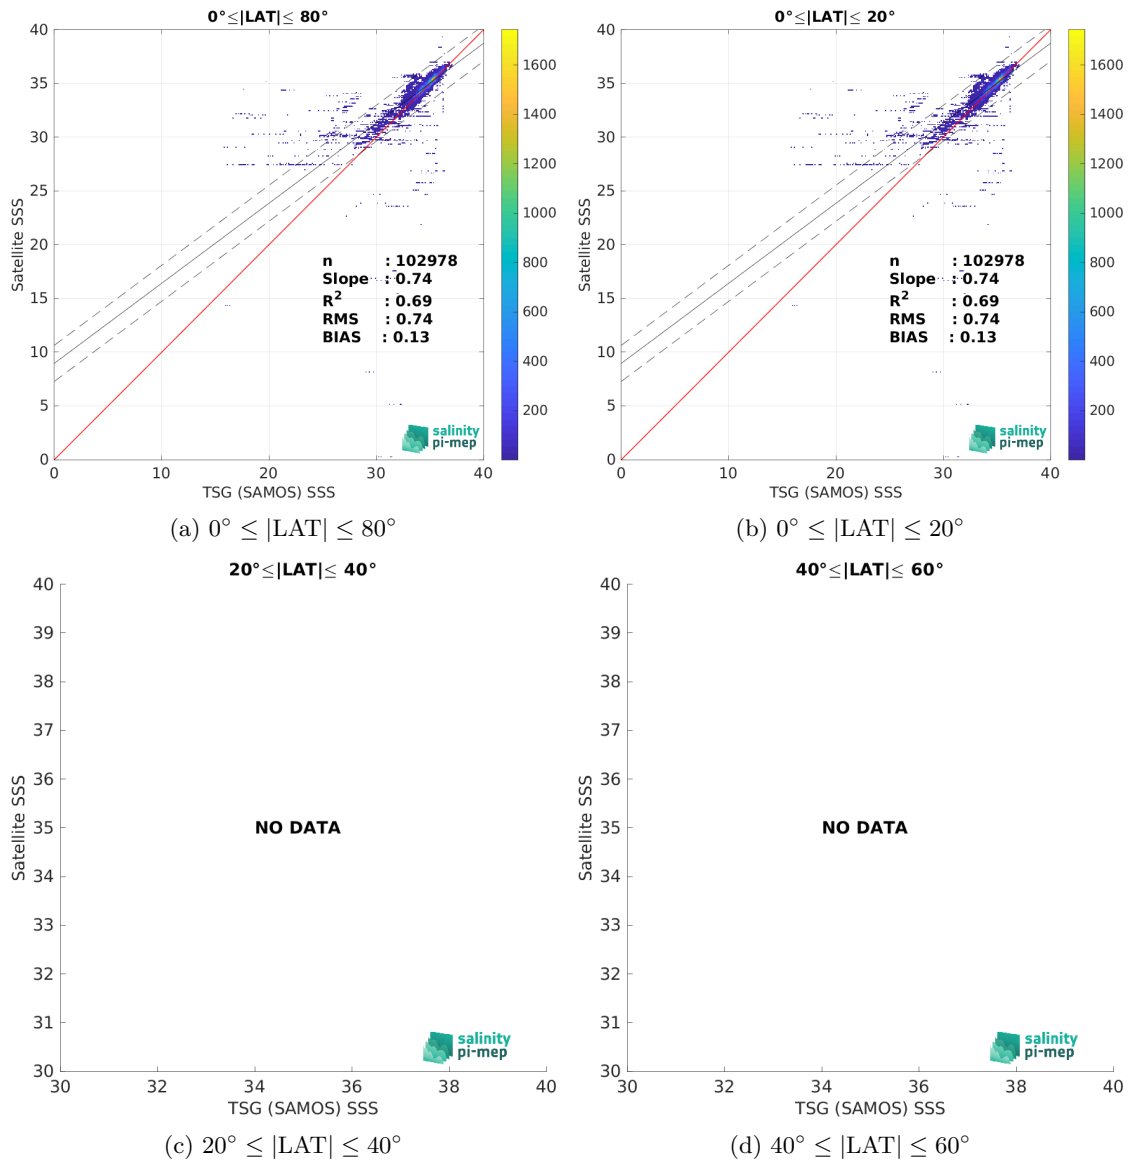 0°≤|LAT|≤ 80°
40
35
30
25
20
15
10
5
0
0
10
20
30
40
Satellite SSS
TSG (SAMOS) SSS
n : 102978
Slope : 0.74
R² : 0.69
RMS : 0.74
BIAS : 0.13
salinity
pi-mep
1600
1400
1200
1000
800
600
400
200
(a) 0° ≤ |LAT| ≤ 80°
0°≤|LAT|≤ 20°
40
35
30
25
20
15
10
5
0
0
10
20
30
40
Satellite SSS
TSG (SAMOS) SSS
n : 102978
Slope : 0.74
R² : 0.69
RMS : 0.74
BIAS : 0.13
salinity
pi-mep
1600
1400
1200
1000
800
600
400
200
(b) 0° ≤ |LAT| ≤ 20°
20°≤|LAT|≤ 40°
40
39
38
37
36
35
34
33
32
31
30
30
32
34
36
38
40
Satellite SSS
NO DATA
salinity
pi-mep
TSG (SAMOS) SSS
(c) 20° ≤ |LAT| ≤ 40°
40°≤|LAT|≤ 60°
40
39
38
37
36
35
34
33
32
31
30
30
32
34
36
38
40
Satellite SSS
NO DATA
salinity
pi-mep
TSG (SAMOS) SSS
(d) 40° ≤ |LAT| ≤ 60°